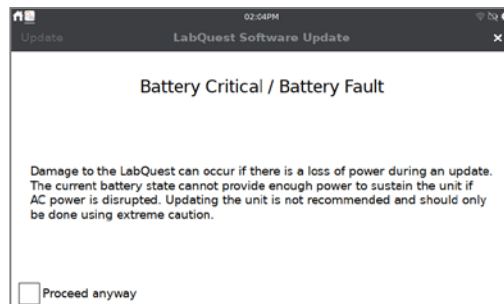 02:04PM
Update LabQuest Software Update ×
Battery Critical / Battery Fault
Damage to the LabQuest can occur if there is a loss of power during an update.
The current battery state cannot provide enough power to sustain the unit if
AC power is disrupted. Updating the unit is not recommended and should only
be done using extreme caution.
Proceed anyway